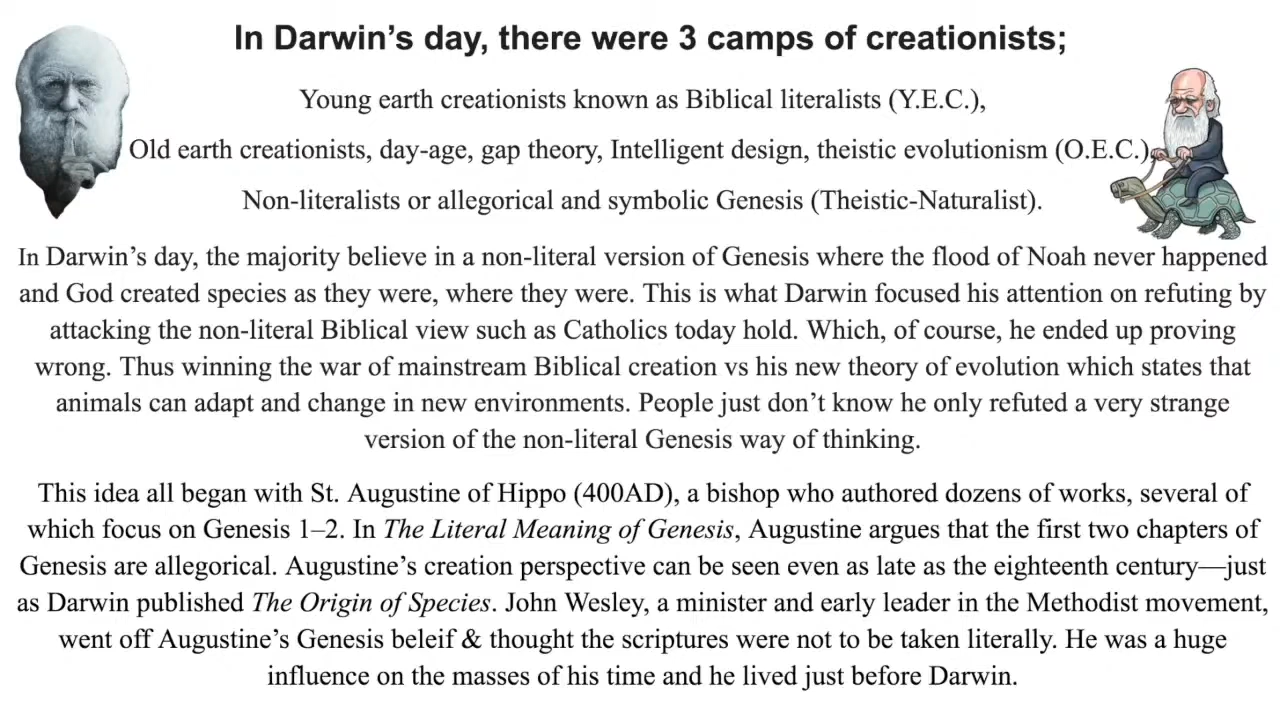 In Darwin's day, there were 3 camps of creationists;
Young earth creationists known as Biblical literalists (Y.E.C.),
Old earth creationists, day-age, gap theory, Intelligent design, theistic evolutionism (O.E.C.),
Non-literalists or allegorical and symbolic Genesis (Theistic-Naturalist).
In Darwin's day, the majority believe in a non-literal version of Genesis where the flood of Noah never happened
and God created species as they were, where they were. This is what Darwin focused his attention on refuting by
attacking the non-literal Biblical view such as Catholics today hold. Which, of course, he ended up proving
wrong. Thus winning the war of mainstream Biblical creation vs his new theory of evolution which states that
animals can adapt and change in new environments. People just don't know he only refuted a very strange
version of the non-literal Genesis way of thinking.
This idea all began with St. Augustine of Hippo (400AD), a bishop who authored dozens of works, several of
which focus on Genesis 1–2. In The Literal Meaning of Genesis, Augustine argues that the first two chapters of
Genesis are allegorical. Augustine's creation perspective can be seen even as late as the eighteenth century—just
as Darwin published The Origin of Species. John Wesley, a minister and early leader in the Methodist movement,
went off Augustine's Genesis beleif & thought the scriptures were not to be taken literally. He was a huge
influence on the masses of his time and he lived just before Darwin.